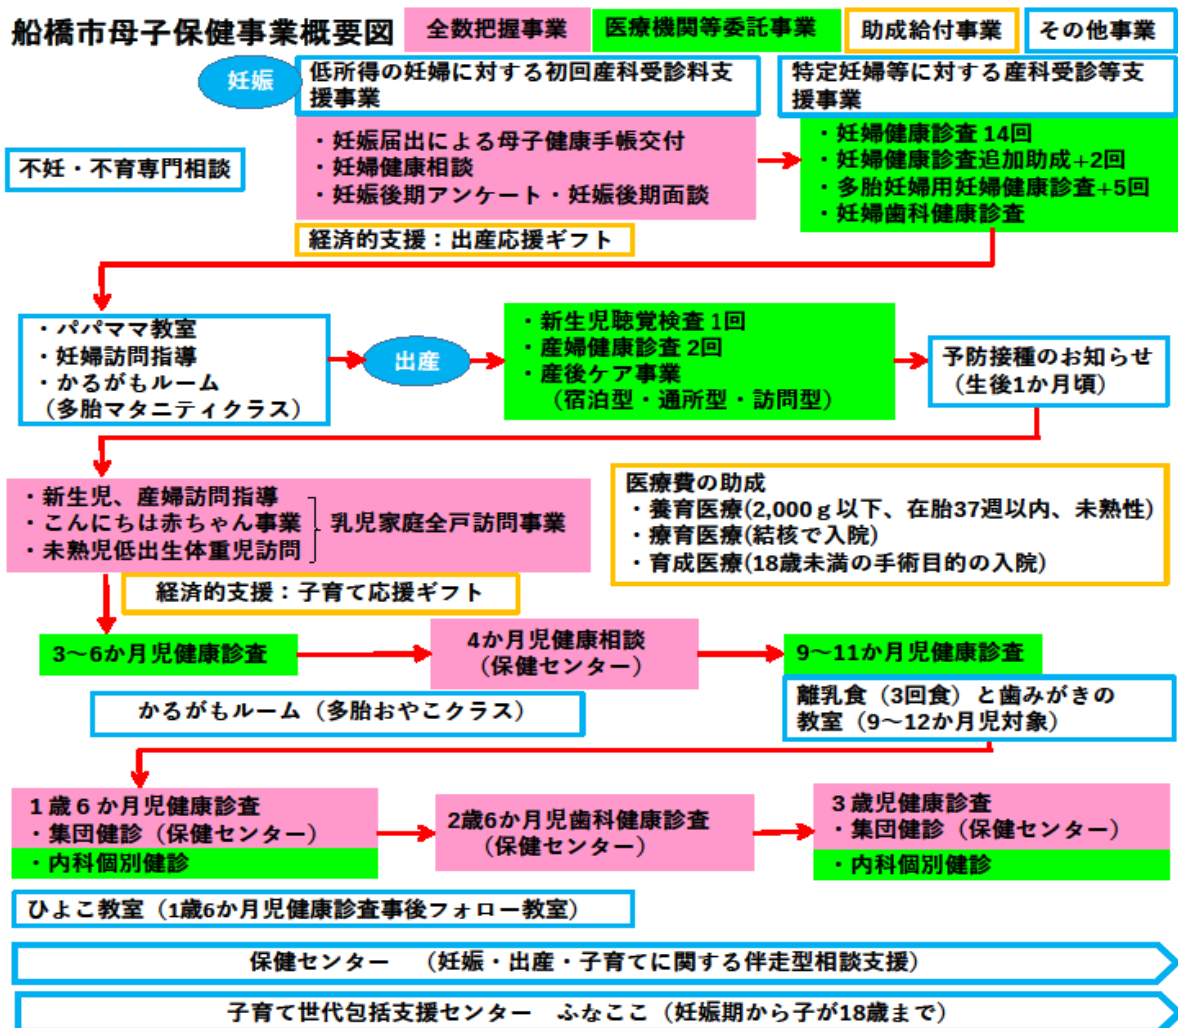 船橋市母子保健事業概要図
全数把握事業
医療機関等委託事業
助成給付事業
その他事業
妊娠
低所得の妊婦に対する初回産科受診料支
援事業
特定妊婦等に対する産科受診等支
援事業
不妊・不育専門相談
・妊娠届出による母子健康手帳交付
・妊婦健康相談
・妊娠後期アンケート・妊娠後期面談
・妊婦健康診査 14回
・妊婦健康診査追加助成+2回
・多胎妊婦用妊婦健康診査+5回
・妊婦歯科健康診査
経済的支援：出産応援ギフト
・パパママ教室
・妊婦訪問指導
・かるがもルーム
（多胎マタニティクラス）
出産
・新生児聴覚検査 1回
・産婦健康診査 2回
・産後ケア事業
（宿泊型・通所型・訪問型）
予防接種のお知らせ
（生後1か月頃）
・新生児、産婦訪問指導
・こんにちは赤ちゃん事業
・未熟児低出生体重児訪問
乳児家庭全戸訪問事業
医療費の助成
・養育医療(2,000ｇ以下、在胎37週以内、未熟性)
・療育医療(結核で入院)
・育成医療(18歳未満の手術目的の入院)
経済的支援：子育て応援ギフト
3～6か月児健康診査
4か月児健康相談
（保健センター）
9～11か月児健康診査
かるがもルーム（多胎おやこクラス）
離乳食（3回食）と歯みがきの
教室（9～12か月児対象）
1歳６か月児健康診査
・集団健診（保健センター）
・内科個別健診
2歳6か月児歯科健康診査
（保健センター）
３歳児健康診査
・集団健診（保健センター）
・内科個別健診
ひよこ教室（1歳6か月児健康診査事後フォロー教室）
保健センター　（妊娠・出産・子育てに関する伴走型相談支援）
子育て世代包括支援センター　ふなここ（妊娠期から子が18歳まで）